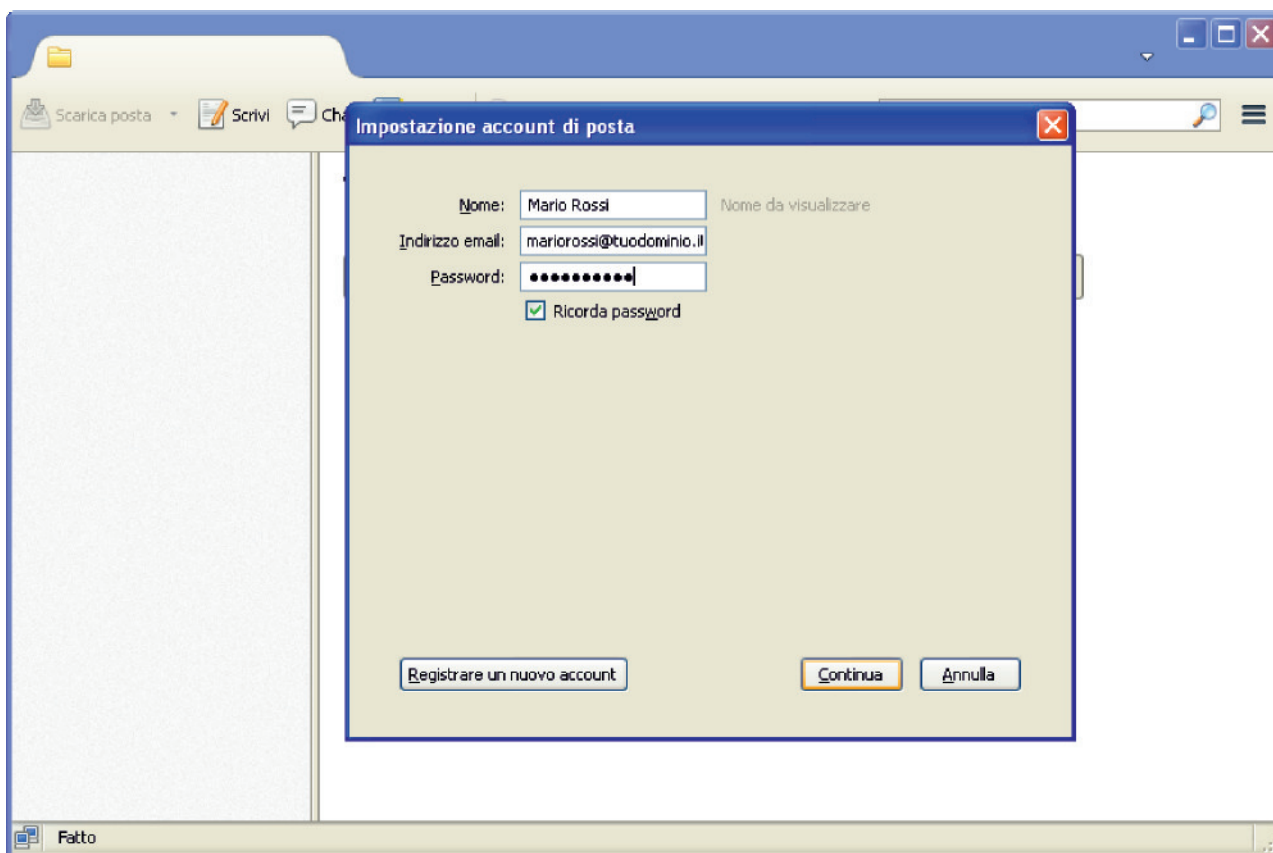 Scarica posta
Scrivi
Impostazione account di posta
Nome: Mario Rossi Nome da visualizzare
Indirizzo email: mariorossi@tuodominio.it
Password: ●●●●●●●●●●
Ricorda password
Registrare un nuovo account
Continua
Annulla
Fatto